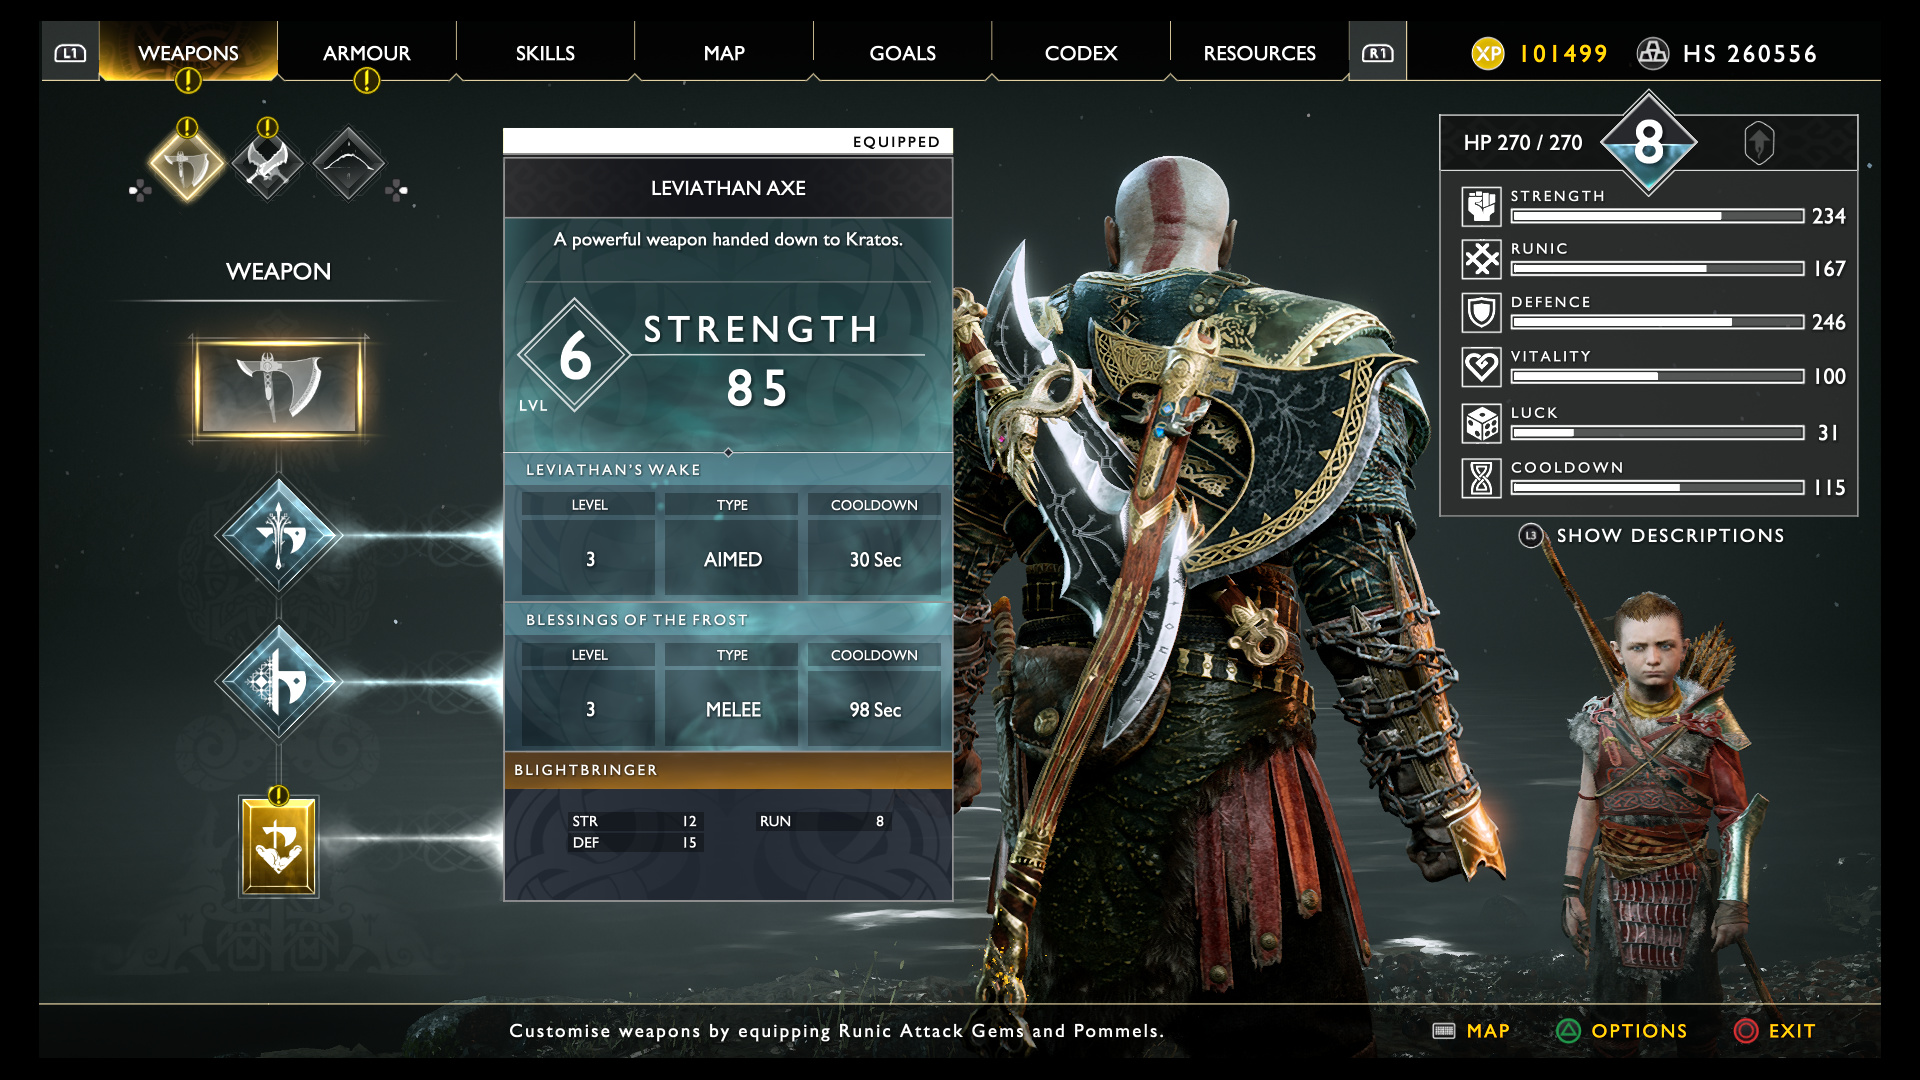 L1 WEAPONS ARMOUR SKILLS MAP GOALS CODEX RESOURCES R1 XP 101499 HS 260556
WEAPON
EQUIPPED
LEVIATHAN AXE
A powerful weapon handed down to Kratos.
6
LVL
STRENGTH
85
LEVIATHAN'S WAKE
LEVEL TYPE COOLDOWN
3 AIMED 30 Sec
BLESSINGS OF THE FROST
LEVEL TYPE COOLDOWN
3 MELEE 98 Sec
BLIGHTBRINGER
STR 12 RUN 8
DEF 15
HP 270 / 270 8
STRENGTH
234
RUNIC
167
DEFENCE
246
VITALITY
100
LUCK
31
COOLDOWN
115
L3 SHOW DESCRIPTIONS
Customise weapons by equipping Runic Attack Gems and Pommels.
MAP OPTIONS EXIT